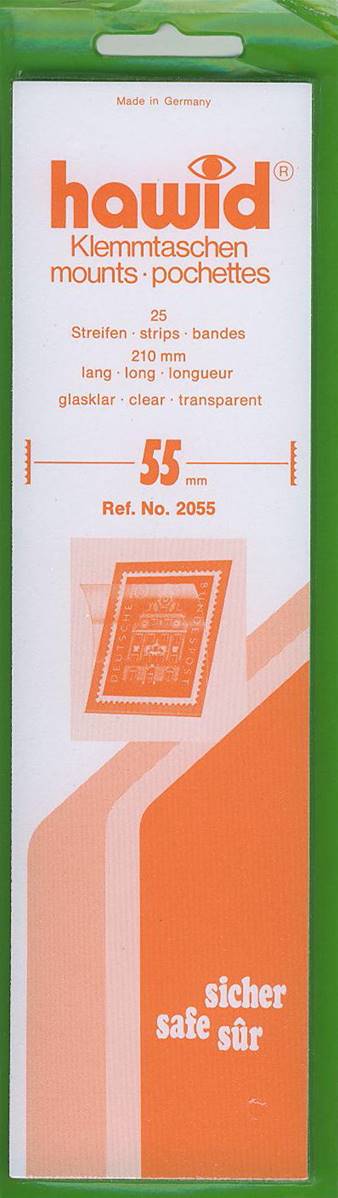 Made in Germany
hawid ®
Klemmtaschen
mounts · pochettes
25
Streifen · strips · bandes
210 mm
lang · long · longueur
glasklar · clear · transparent
55 mm
Ref. No. 2055
DEUTSCHE
BUNDESPOST
sicher
safe sûr